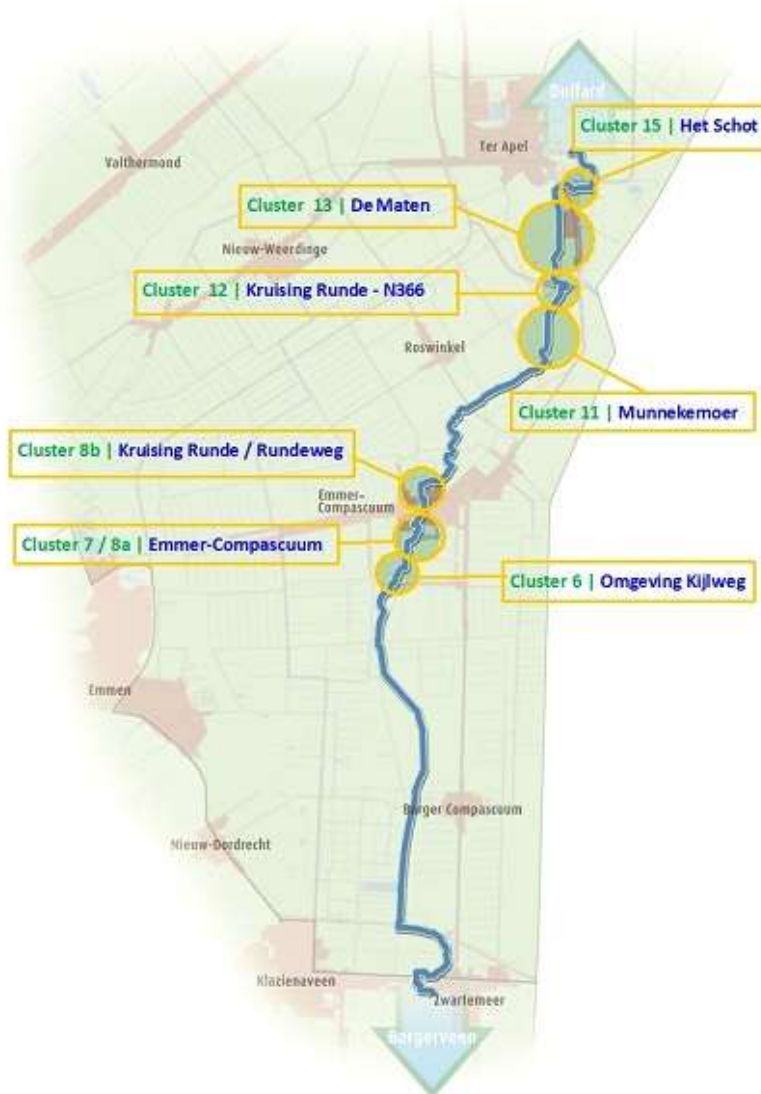 Dollard
Cluster 15 | Het Schot
Ter Apel
Valthermond
Cluster 13 | De Maten
Nieuw-Weerdinge
Cluster 12 | Kruising Runde - N366
Roswinkel
Cluster 11 | Munnekemoer
Cluster 8b | Kruising Runde / Rundeweg
Emmer-
Compascuum
Cluster 7 / 8a | Emmer-Compascuum
Cluster 6 | Omgeving Kijlweg
Emmen
Barger Compascuum
Nieuw-Dordrecht
Klazienaveen
Zwartemeer
Bargerveen